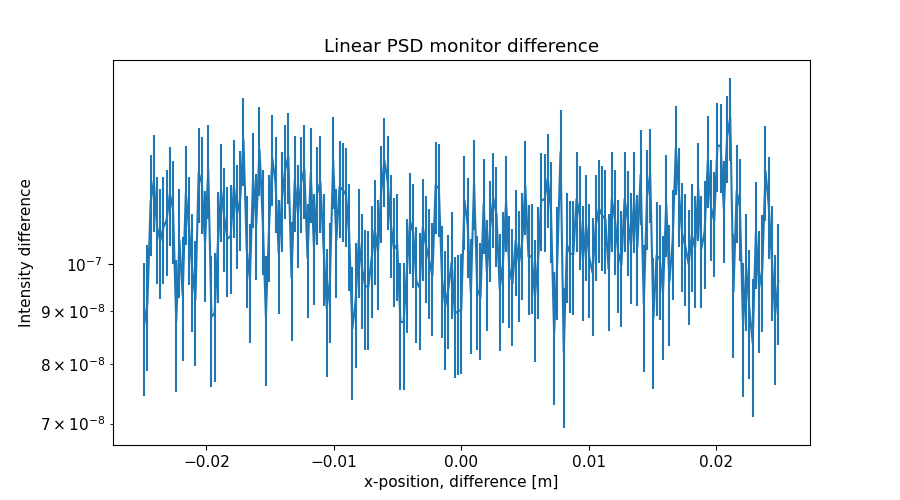 Linear PSD monitor difference
Intensity difference
10⁻⁷
9 × 10⁻⁸
8 × 10⁻⁸
7 × 10⁻⁸
−0.02 −0.01 0.00 0.01 0.02
x-position, difference [m]